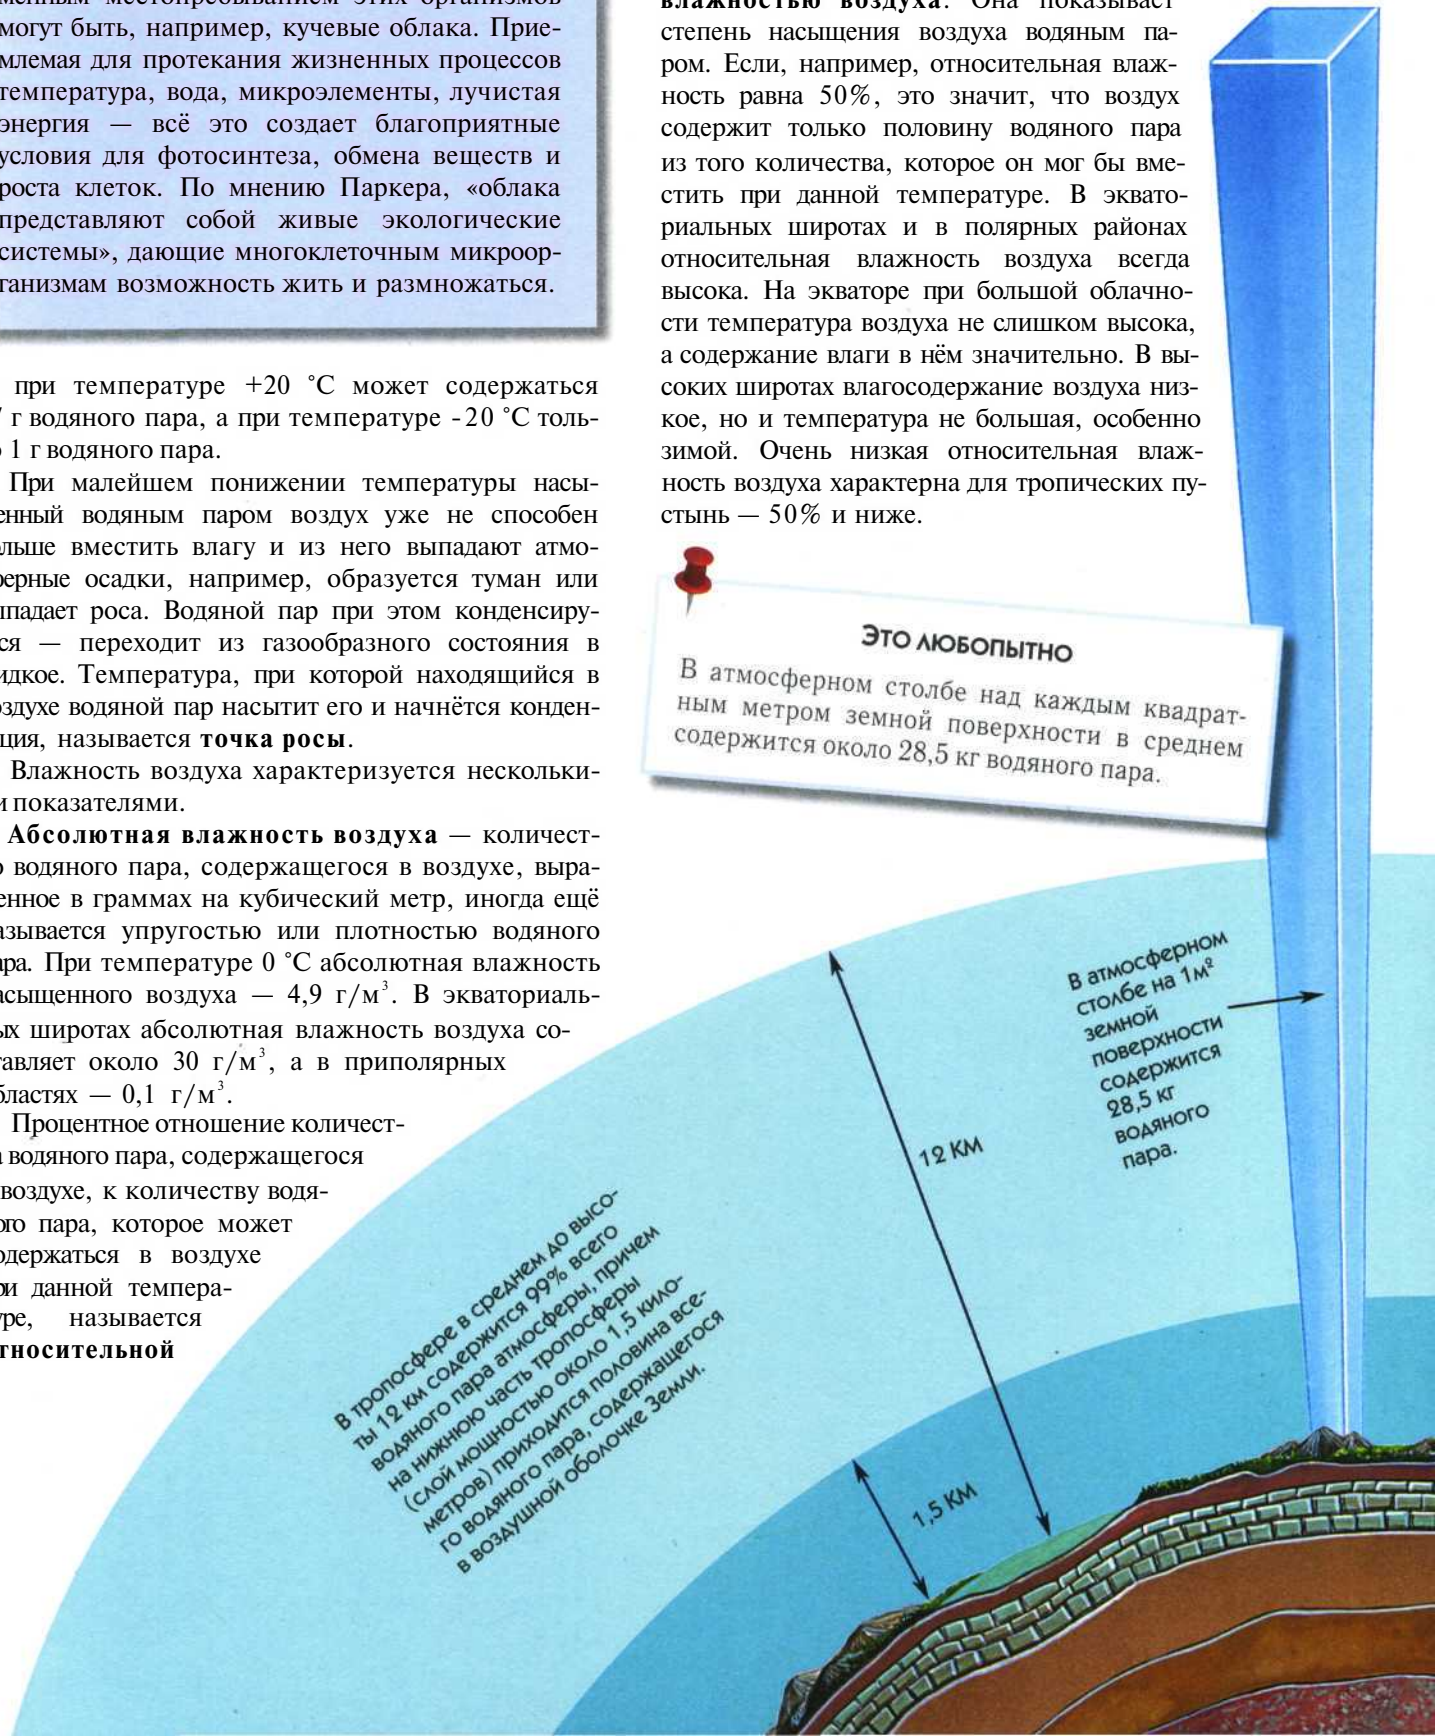 менным местопребыванием этих организмов
могут быть, например, кучевые облака. Прие-
млемая для протекания жизненных процессов
температура, вода, микроэлементы, лучистая
энергия — всё это создает благоприятные
условия для фотосинтеза, обмена веществ и
роста клеток. По мнению Паркера, «облака
представляют собой живые экологические
системы», дающие многоклеточным микроор-
ганизмам возможность жить и размножаться.
при температуре +20 °С может содержаться
г водяного пара, а при температуре -20 °С толь-
1 г водяного пара.
При малейшем понижении температуры насы-
енный водяным паром воздух уже не способен
льше вместить влагу и из него выпадают атмо-
ерные осадки, например, образуется туман или
падает роса. Водяной пар при этом конденсиру-
ся — переходит из газообразного состояния в
идкое. Температура, при которой находящийся в
оздухе водяной пар насытит его и начнётся конден-
ция, называется точка росы.
Влажность воздуха характеризуется нескольки-
и показателями.
Абсолютная влажность воздуха — количест-
о водяного пара, содержащегося в воздухе, выра-
енное в граммах на кубический метр, иногда ещё
азывается упругостью или плотностью водяного
ара. При температуре 0 °С абсолютная влажность
асыщенного воздуха — 4,9 г/м³. В экваториаль-
ых широтах абсолютная влажность воздуха со-
тавляет около 30 г/м³, а в приполярных
бластях — 0,1 г/м³.
Процентное отношение количест-
а водяного пара, содержащегося
воздухе, к количеству водя-
ого пара, которое может
одержаться в воздухе
ри данной темпера-
уре, называется
тносительной
влажностью воздуха. Она показывает
степень насыщения воздуха водяным па-
ром. Если, например, относительная влаж-
ность равна 50%, это значит, что воздух
содержит только половину водяного пара
из того количества, которое он мог бы вме-
стить при данной температуре. В эквато-
риальных широтах и в полярных районах
относительная влажность воздуха всегда
высока. На экваторе при большой облачно-
сти температура воздуха не слишком высока,
а содержание влаги в нём значительно. В вы-
соких широтах влагосодержание воздуха низ-
кое, но и температура не большая, особенно
зимой. Очень низкая относительная влаж-
ность воздуха характерна для тропических пу-
стынь — 50% и ниже.
ЭТО ЛЮБОПЫТНО
В атмосферном столбе над каждым квадрат-
ным метром земной поверхности в среднем
содержится около 28,5 кг водяного пара.
В атмосферном
столбе на 1м²
земной
поверхности
содержится
28,5 кг
водяного
пара.
12 КМ
В тропосфере в среднем до высо-
ты 12 км содержится 99% всего
водяного пара атмосферы, причем
на нижнюю часть тропосферы
(слой мощностью около 1,5 кило-
метров) приходится половина все-
го водяного пара, содержащегося
в воздушной оболочке Земли.
1,5 КМ